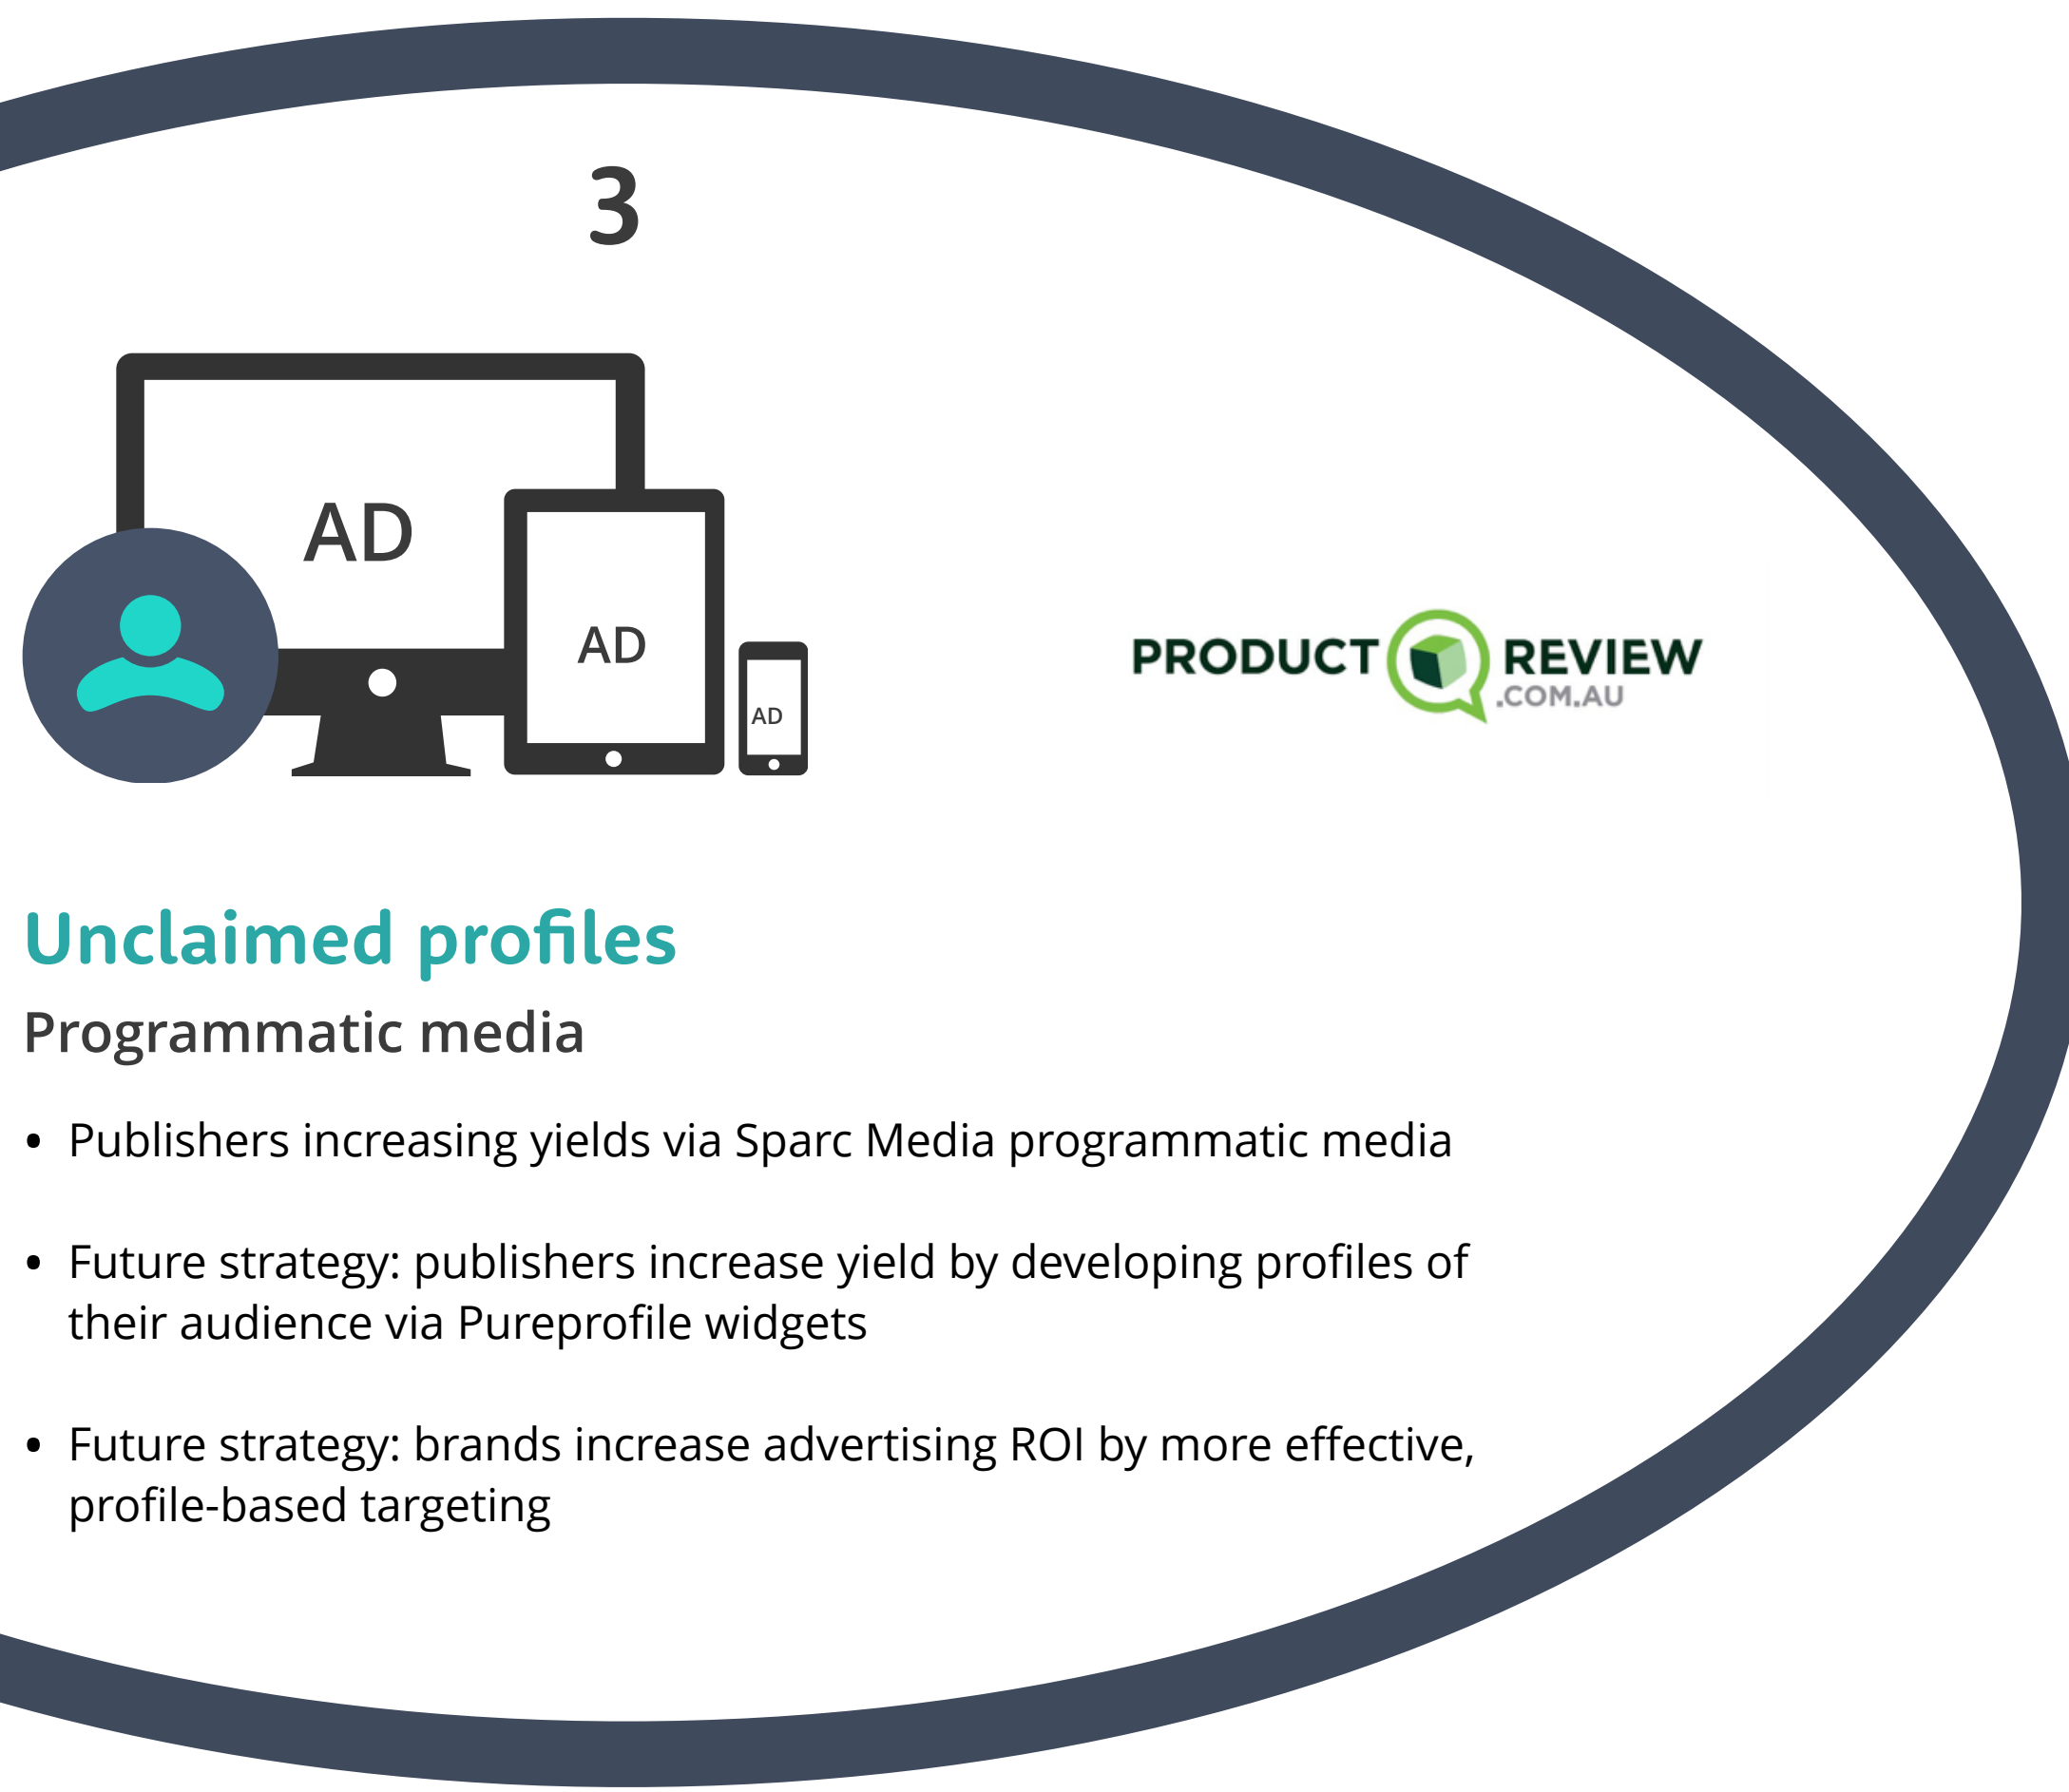 3
AD
AD
AD
PRODUCT REVIEW
.COM.AU
Unclaimed profiles
Programmatic media
• Publishers increasing yields via Sparc Media programmatic media
• Future strategy: publishers increase yield by developing profiles of
their audience via Pureprofile widgets
• Future strategy: brands increase advertising ROI by more effective,
profile-based targeting